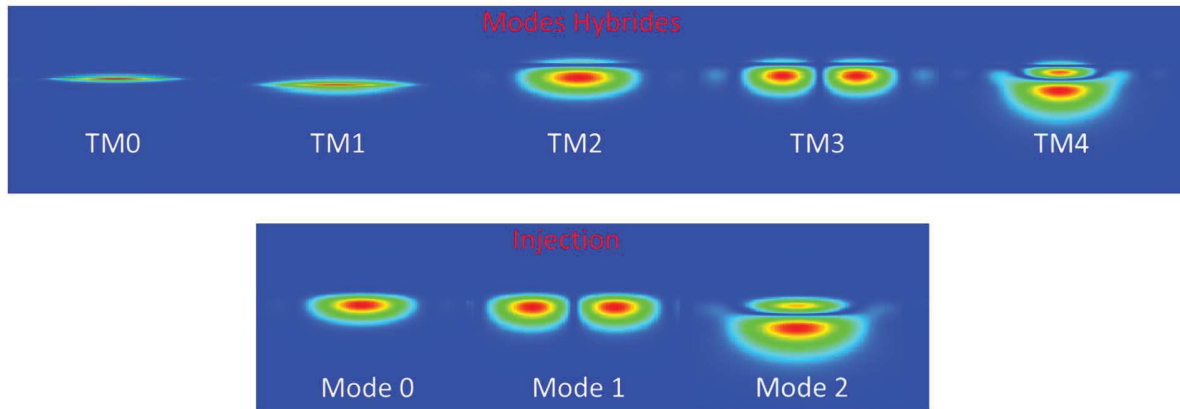 Modes Hybrides
TM0 TM1 TM2 TM3 TM4
Injection
Mode 0 Mode 1 Mode 2